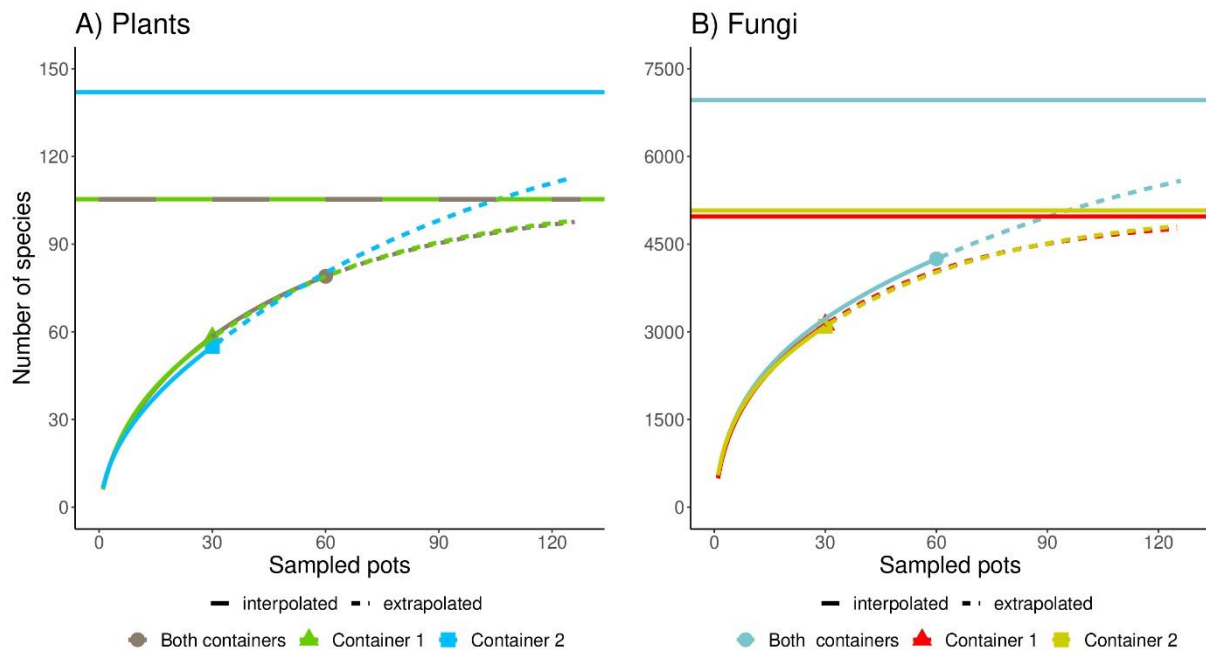 A) Plants
Number of species
150
120
90
60
30
0
0 30 60 90 120
Sampled pots
interpolated extrapolated
Both containers Container 1 Container 2
B) Fungi
7500
6000
4500
3000
1500
0
0 30 60 90 120
Sampled pots
interpolated extrapolated
Both containers Container 1 Container 2